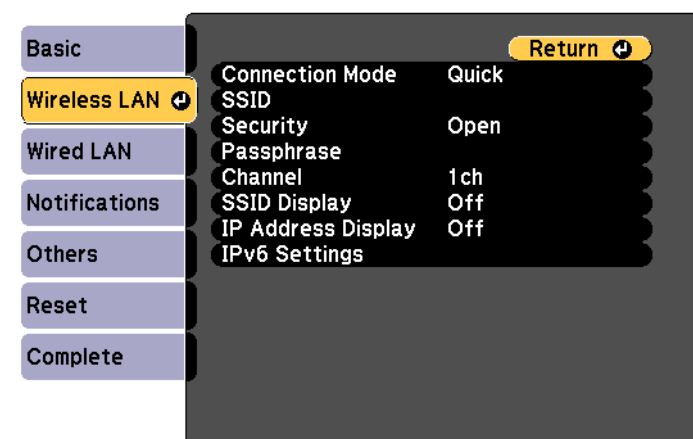 Basic
Wireless LAN
Wired LAN
Notifications
Others
Reset
Complete
Return
Connection Mode Quick
SSID
Security Open
Passphrase
Channel 1ch
SSID Display Off
IP Address Display Off
IPv6 Settings